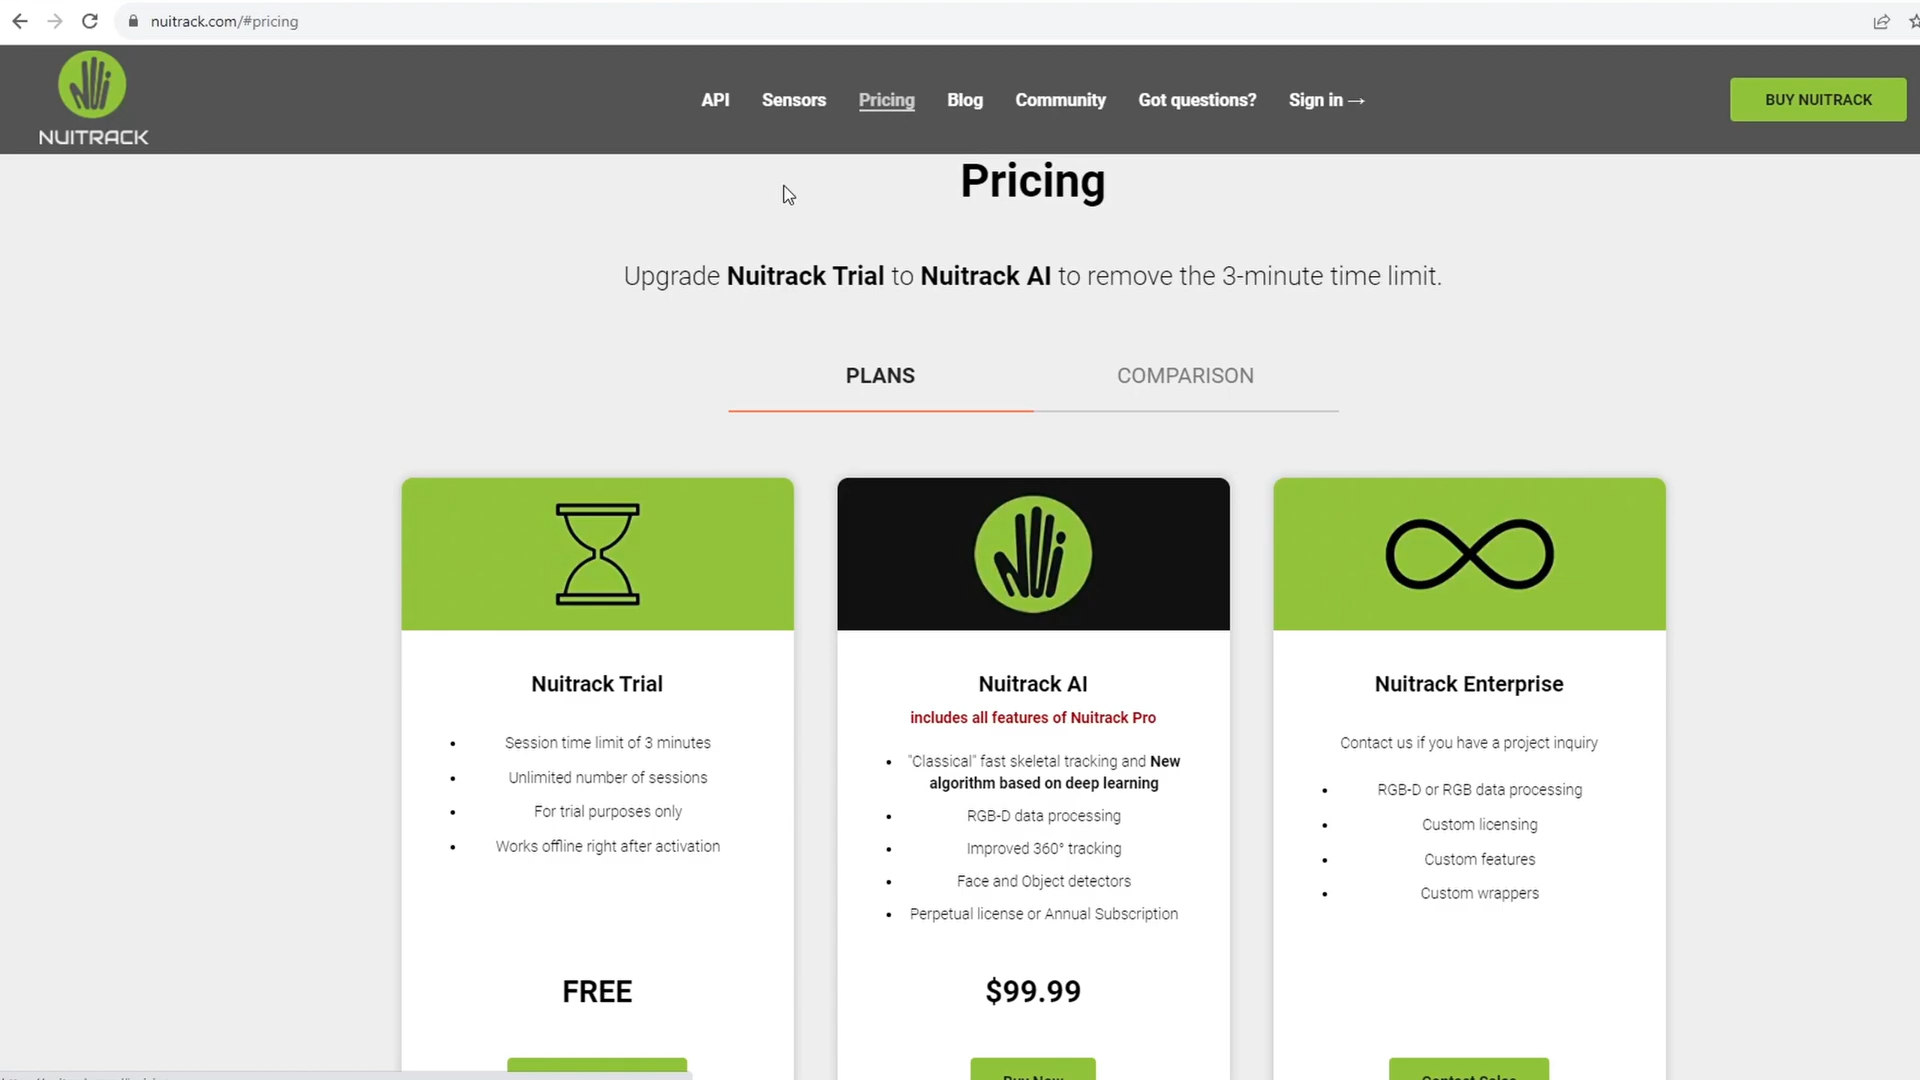 nuitrack.com/#pricing
NUITRACK
API
Sensors
Pricing
Blog
Community
Got questions?
Sign in →
BUY NUITRACK
Pricing
Upgrade Nuitrack Trial to Nuitrack AI to remove the 3-minute time limit.
PLANS
COMPARISON
Nuitrack Trial
• Session time limit of 3 minutes
• Unlimited number of sessions
• For trial purposes only
• Works offline right after activation
FREE
Nuitrack AI
includes all features of Nuitrack Pro
• "Classical" fast skeletal tracking and New
algorithm based on deep learning
• RGB-D data processing
• Improved 360° tracking
• Face and Object detectors
• Perpetual license or Annual Subscription
$99.99
Buy Now
Nuitrack Enterprise
Contact us if you have a project inquiry
• RGB-D or RGB data processing
• Custom licensing
• Custom features
• Custom wrappers
Contact Sales